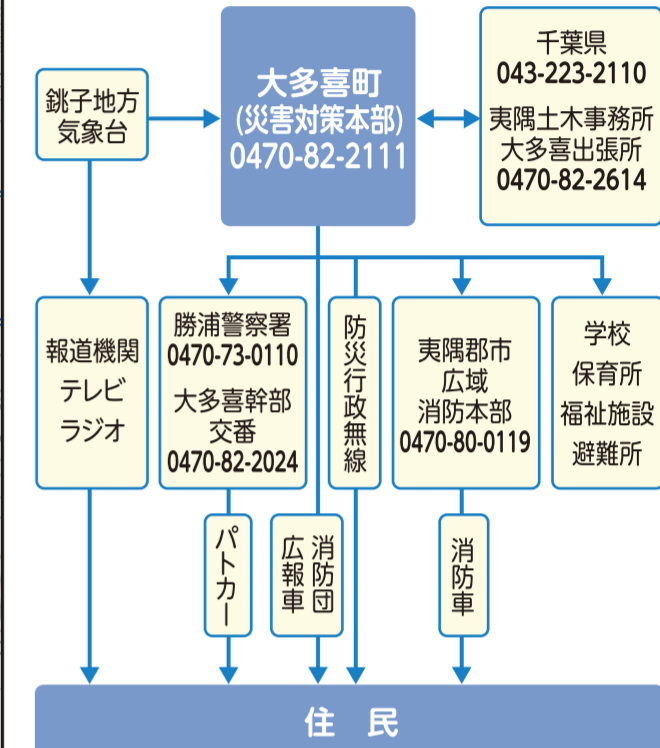 銚子地方
気象台
大多喜町
(災害対策本部)
0470-82-2111
千葉県
043-223-2110
夷隅土木事務所
大多喜出張所
0470-82-2614
報道機関
テレビ
ラジオ
勝浦警察署
0470-73-0110
大多喜幹部
交番
0470-82-2024
防災行政無線
夷隅郡市
広域
消防本部
0470-80-0119
学校
保育所
福祉施設
避難所
パトカー
消防団
広報車
消防車
住 民